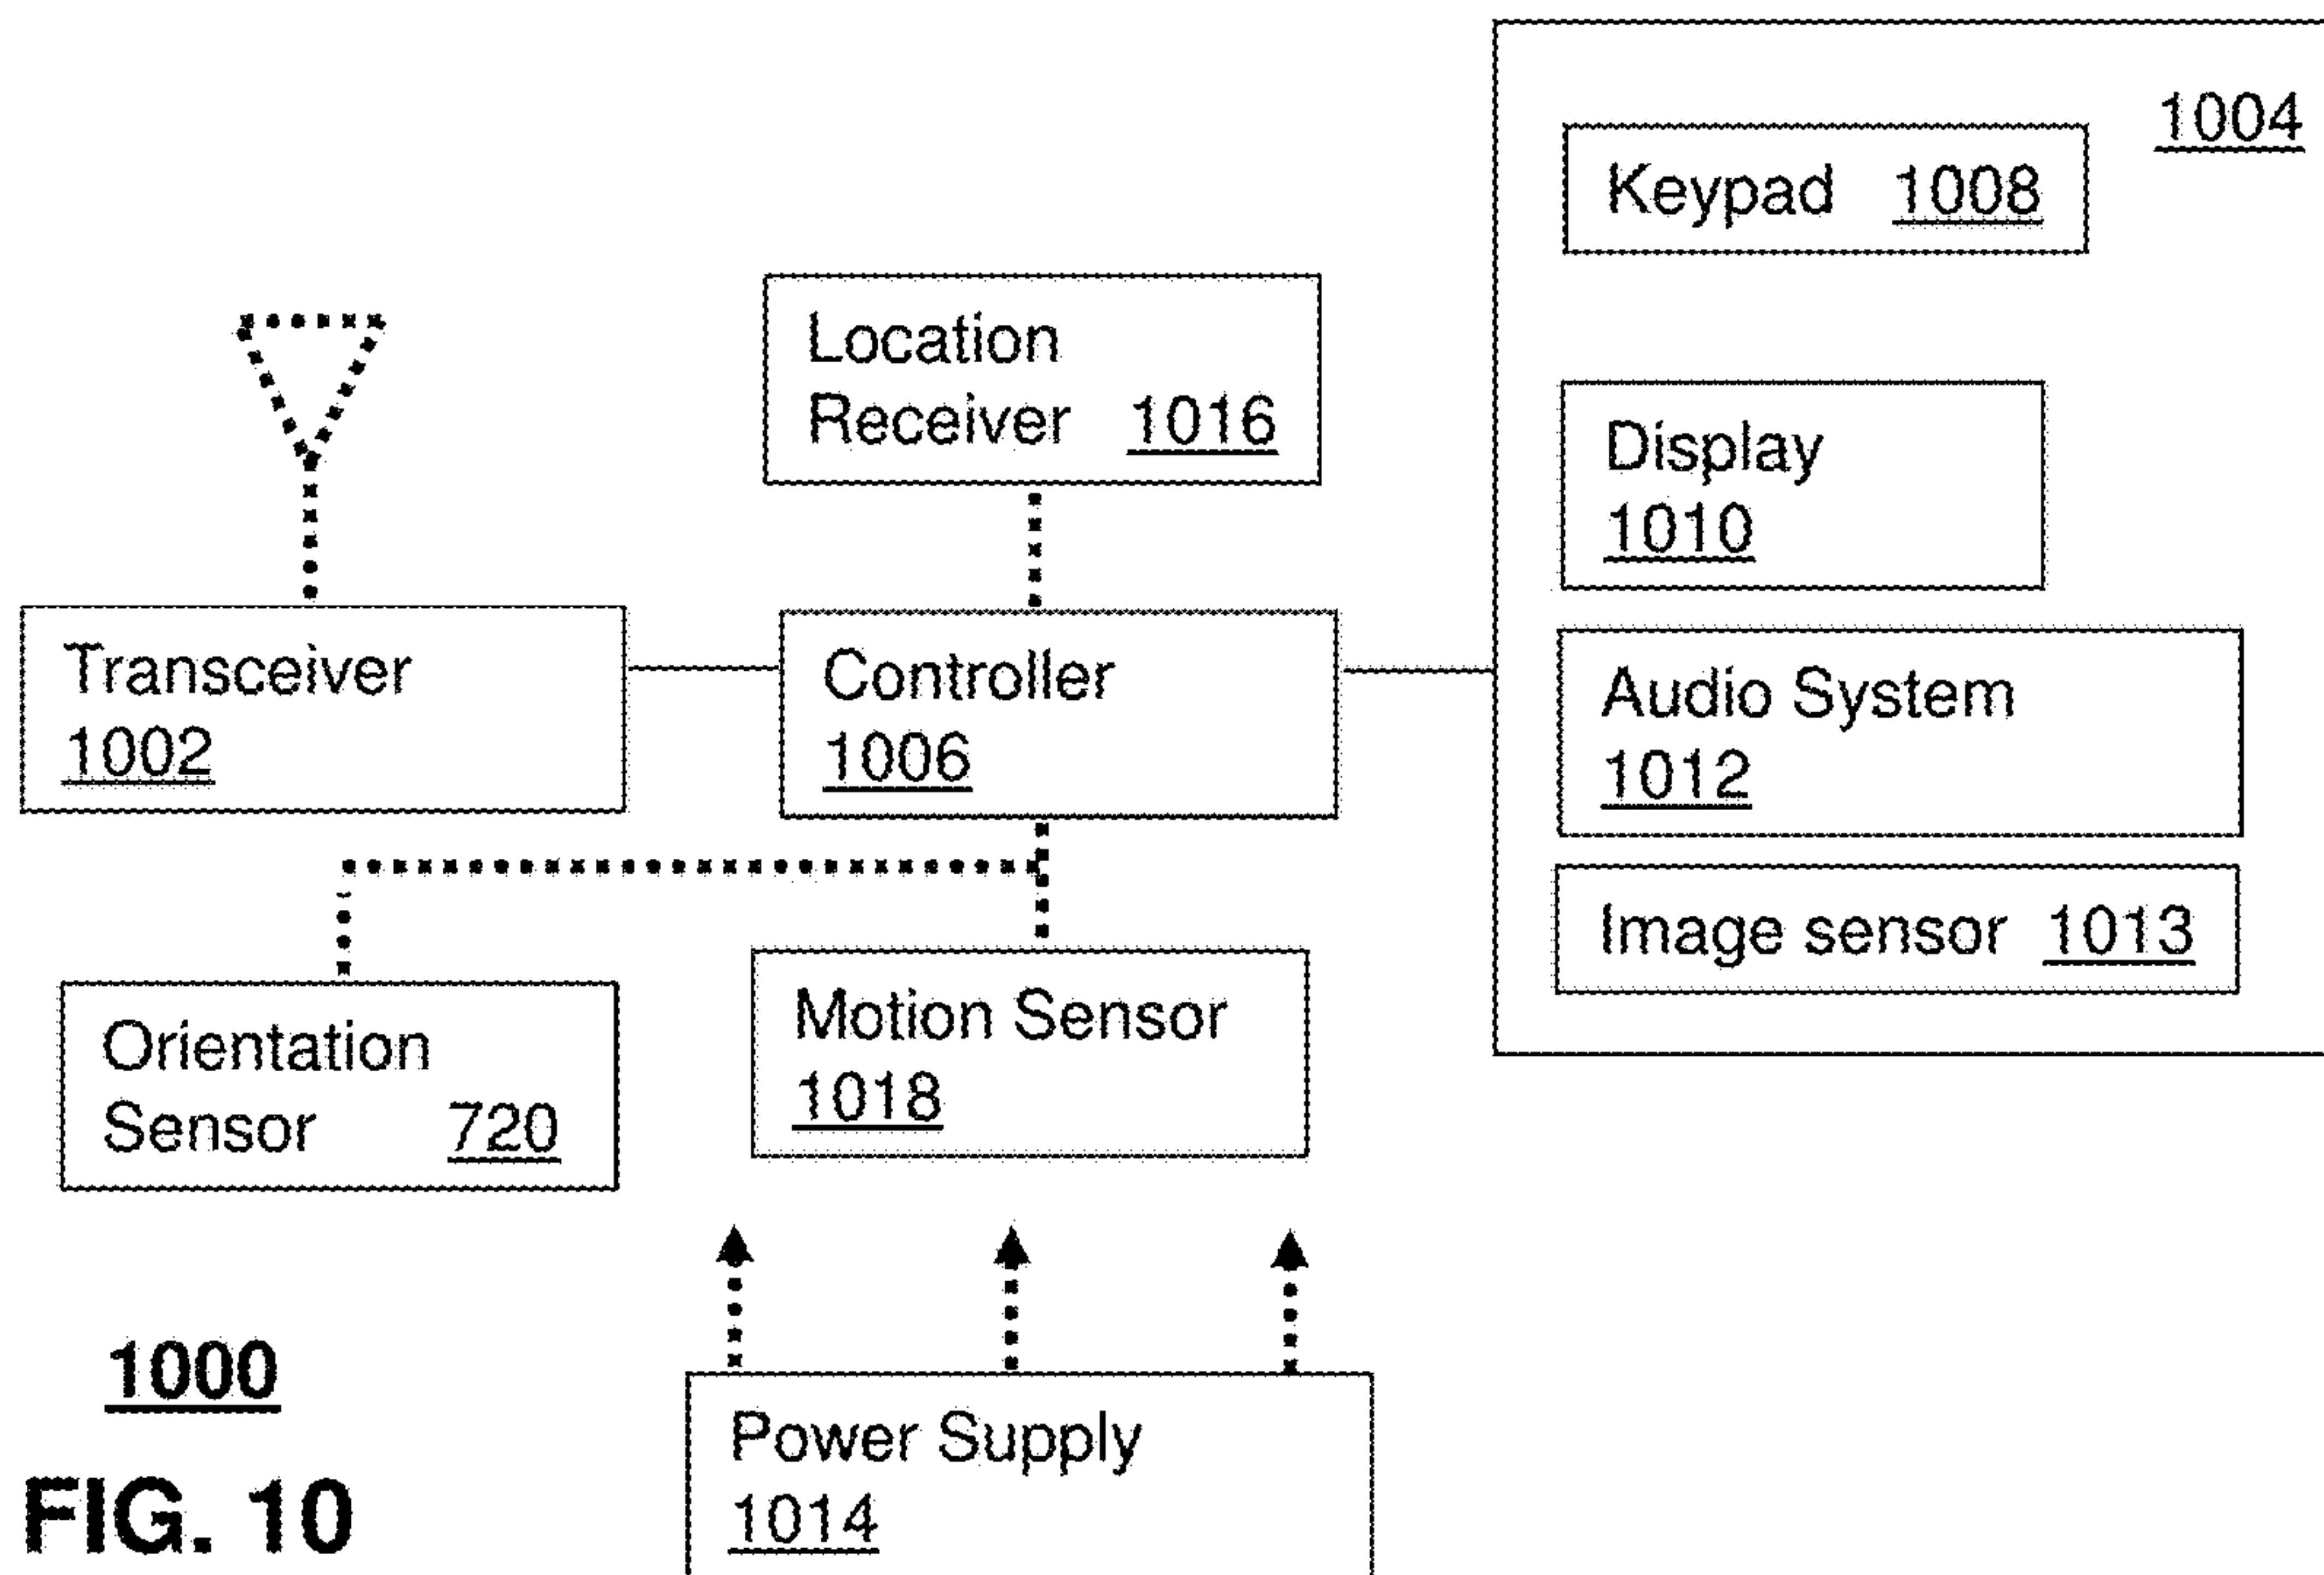 1004
Keypad 1008
Location
Receiver 1016
Display
1010
Transceiver
1002
Controller
1006
Audio System
1012
Image sensor 1013
Orientation
Sensor 720
Motion Sensor
1018
1000
Power Supply
1014
FIG. 10